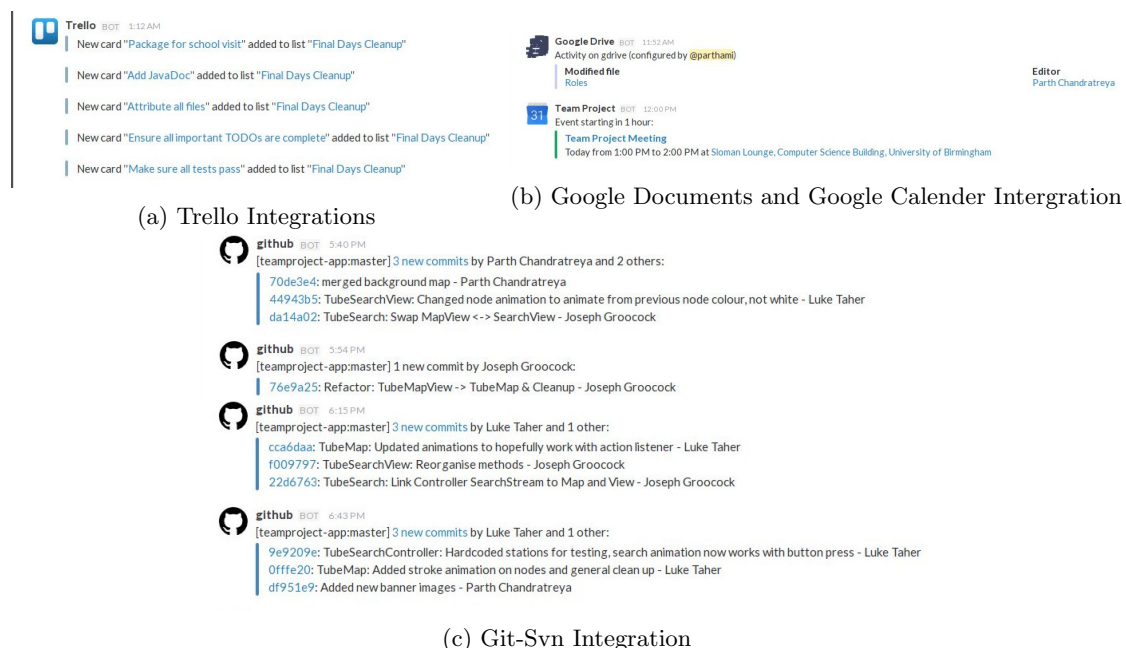 Trello BOT 1:12 AM
New card "Package for school visit" added to list "Final Days Cleanup"
New card "Add JavaDoc" added to list "Final Days Cleanup"
New card "Attribute all files" added to list "Final Days Cleanup"
New card "Ensure all important TODOs are complete" added to list "Final Days Cleanup"
New card "Make sure all tests pass" added to list "Final Days Cleanup"
(a) Trello Integrations
Google Drive BOT 11:52 AM
Activity on gdrive (configured by @parthami)
Modified file Editor
Roles Parth Chandratreya
31 Team Project BOT 12:00 PM
Event starting in 1 hour:
Team Project Meeting
Today from 1:00 PM to 2:00 PM at Sloman Lounge, Computer Science Building, University of Birmingham
(b) Google Documents and Google Calender Intergration
github BOT 5:40 PM
[teamproject-app:master] 3 new commits by Parth Chandratreya and 2 others:
70de3e4: merged background map - Parth Chandratreya
44943b5: TubeSearchView: Changed node animation to animate from previous node colour, not white - Luke Taher
da14a02: TubeSearch: Swap MapView <-> SearchView - Joseph Groocock
github BOT 5:54 PM
[teamproject-app:master] 1 new commit by Joseph Groocock:
76e9a25: Refactor: TubeMapView -> TubeMap & Cleanup - Joseph Groocock
github BOT 6:15 PM
[teamproject-app:master] 3 new commits by Luke Taher and 1 other:
cca6daa: TubeMap: Updated animations to hopefully work with action listener - Luke Taher
f009797: TubeSearchView: Reorganise methods - Joseph Groocock
22d6763: TubeSearch: Link Controller SearchStream to Map and View - Joseph Groocock
github BOT 6:43 PM
[teamproject-app:master] 3 new commits by Luke Taher and 1 other:
9e9209e: TubeSearchController: Hardcoded stations for testing, search animation now works with button press - Luke Taher
0fffe20: TubeMap: Added stroke animation on nodes and general clean up - Luke Taher
df951e9: Added new banner images - Parth Chandratreya
(c) Git-Svn Integration